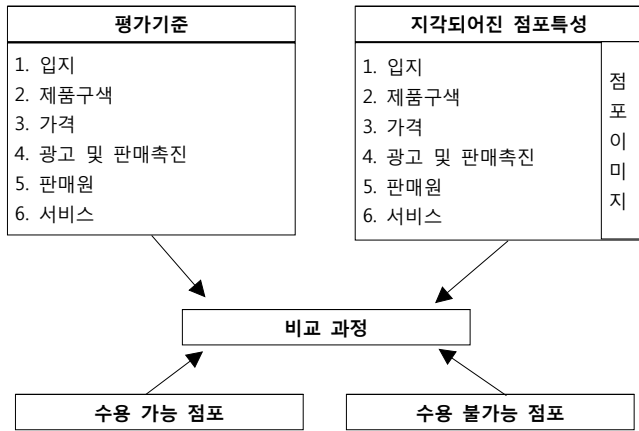 평가기준
1. 입지
2. 제품구색
3. 가격
4. 광고 및 판매촉진
5. 판매원
6. 서비스
지각되어진 점포특성
1. 입지
2. 제품구색
3. 가격
4. 광고 및 판매촉진
5. 판매원
6. 서비스
점
포
이
미
지
비교 과정
수용 가능 점포
수용 불가능 점포